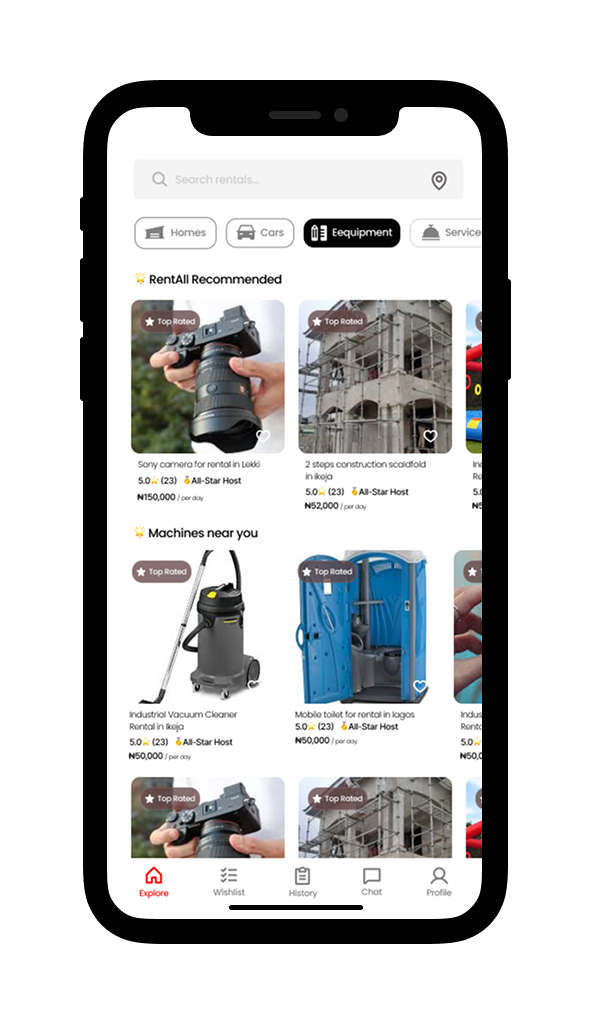 Search rentals...
Homes
Cars
Eequipment
Service
RentAll Recommended
Top Rated
Top Rated
Sony camera for rental in Lekki
5.0 (23) All-Star Host
₦150,000 / per day
2 steps construction scaldfold
in ikeja
5.0 (23) All-Star Host
₦52,000 / per day
Re
5.0
Machines near you
Top Rated
Top Rated
Industrial Vacuum Cleaner
Rental in Ikeja
5.0 (23) All-Star Host
₦50,000 / per day
Mobile toilet for rental in lagos
5.0 (23) All-Star Host
₦50,000 / per day
Indus
Renta
5.0
₦50,0
Top Rated
Top Rated
Explore
Wishlist
History
Chat
Profile